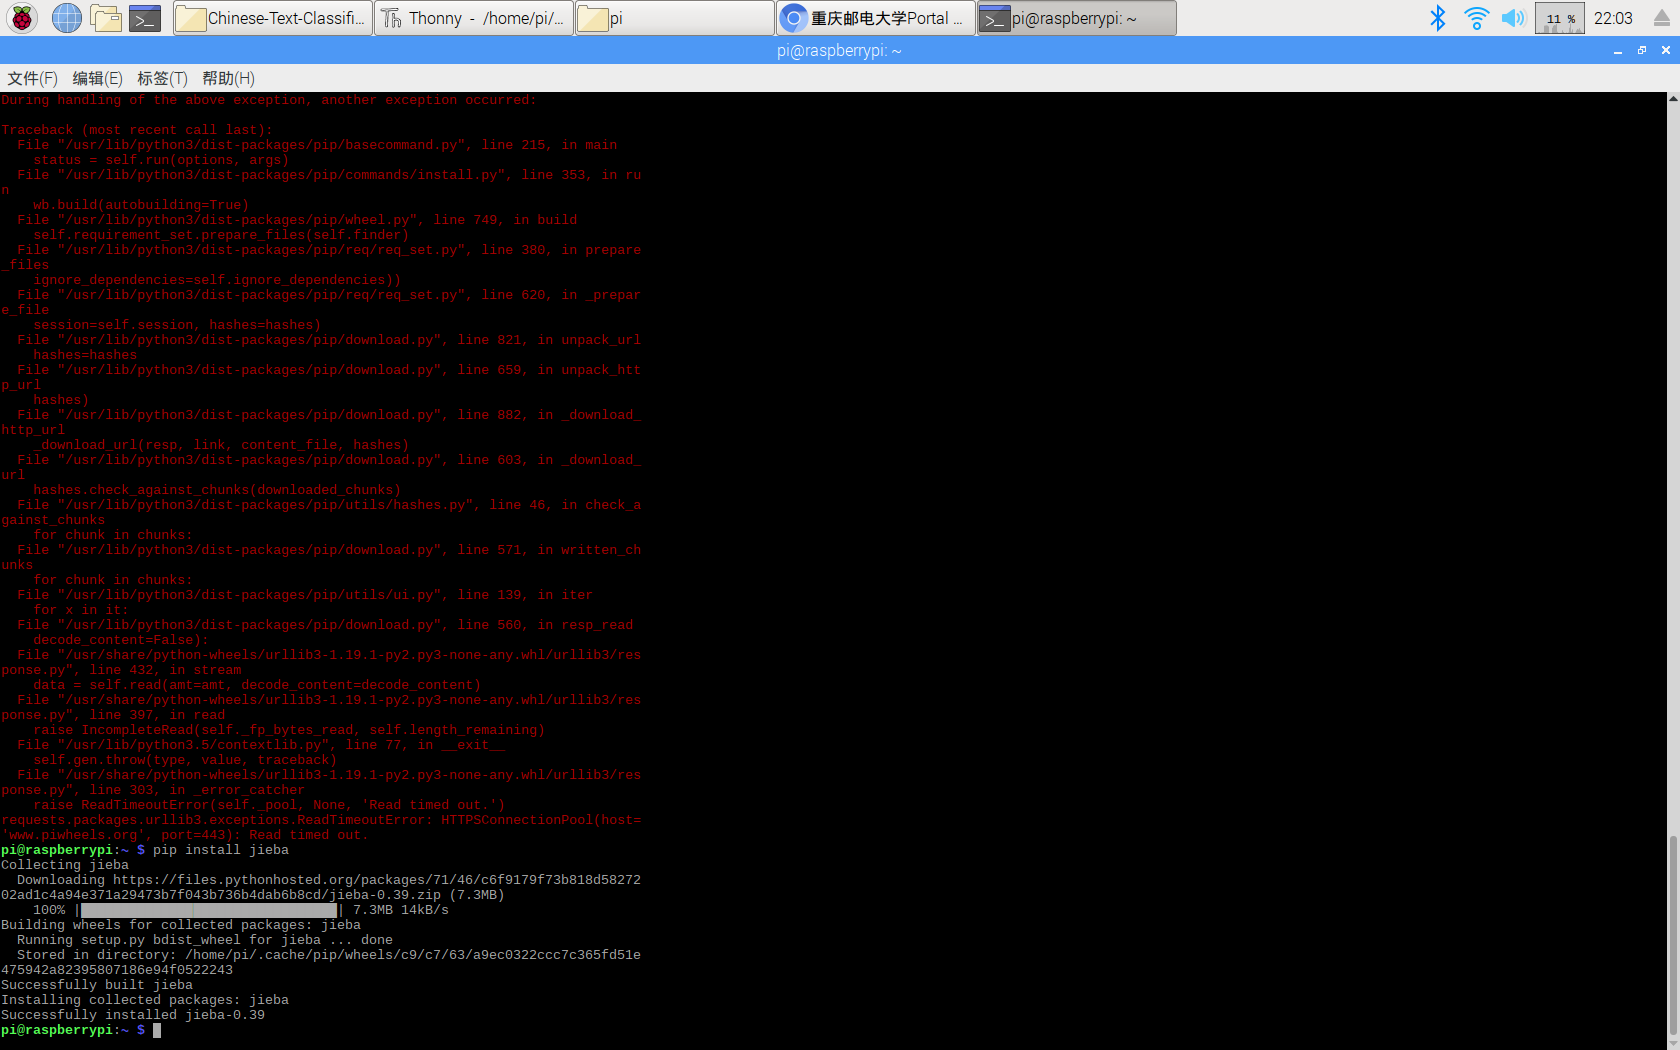 Chinese-Text-Classifi...
Thonny - /home/pi/...
pi
重庆邮电大学Portal ...
pi@raspberrypi: ~
11 %
22:03
pi@raspberrypi: ~
文件(F) 编辑(E) 标签(T) 帮助(H)
During handling of the above exception, another exception occurred:
Traceback (most recent call last):
  File "/usr/lib/python3/dist-packages/pip/basecommand.py", line 215, in main
    status = self.run(options, args)
  File "/usr/lib/python3/dist-packages/pip/commands/install.py", line 353, in ru
n
    wb.build(autobuilding=True)
  File "/usr/lib/python3/dist-packages/pip/wheel.py", line 749, in build
    self.requirement_set.prepare_files(self.finder)
  File "/usr/lib/python3/dist-packages/pip/req/req_set.py", line 380, in prepare
_files
    ignore_dependencies=self.ignore_dependencies))
  File "/usr/lib/python3/dist-packages/pip/req/req_set.py", line 620, in _prepar
e_file
    session=self.session, hashes=hashes)
  File "/usr/lib/python3/dist-packages/pip/download.py", line 821, in unpack_url
    hashes=hashes
  File "/usr/lib/python3/dist-packages/pip/download.py", line 659, in unpack_htt
p_url
    hashes)
  File "/usr/lib/python3/dist-packages/pip/download.py", line 882, in _download_
http_url
    _download_url(resp, link, content_file, hashes)
  File "/usr/lib/python3/dist-packages/pip/download.py", line 603, in _download_
url
    hashes.check_against_chunks(downloaded_chunks)
  File "/usr/lib/python3/dist-packages/pip/utils/hashes.py", line 46, in check_a
gainst_chunks
    for chunk in chunks:
  File "/usr/lib/python3/dist-packages/pip/download.py", line 571, in written_ch
unks
    for chunk in chunks:
  File "/usr/lib/python3/dist-packages/pip/utils/ui.py", line 139, in iter
    for x in it:
  File "/usr/lib/python3/dist-packages/pip/download.py", line 560, in resp_read
    decode_content=False):
  File "/usr/share/python-wheels/urllib3-1.19.1-py2.py3-none-any.whl/urllib3/res
ponse.py", line 432, in stream
    data = self.read(amt=amt, decode_content=decode_content)
  File "/usr/share/python-wheels/urllib3-1.19.1-py2.py3-none-any.whl/urllib3/res
ponse.py", line 397, in read
    raise IncompleteRead(self._fp_bytes_read, self.length_remaining)
  File "/usr/lib/python3.5/contextlib.py", line 77, in __exit__
    self.gen.throw(type, value, traceback)
  File "/usr/share/python-wheels/urllib3-1.19.1-py2.py3-none-any.whl/urllib3/res
ponse.py", line 303, in _error_catcher
    raise ReadTimeoutError(self._pool, None, 'Read timed out.')
requests.packages.urllib3.exceptions.ReadTimeoutError: HTTPSConnectionPool(host=
'www.piwheels.org', port=443): Read timed out.
pi@raspberrypi:~ $ pip install jieba
Collecting jieba
  Downloading https://files.pythonhosted.org/packages/71/46/c6f9179f73b818d58272
02ad1c4a94e371a29473b7f043b736b4dab6b8cd/jieba-0.39.zip (7.3MB)
    100% |████████████████████████████████| 7.3MB 14kB/s
Building wheels for collected packages: jieba
  Running setup.py bdist_wheel for jieba ... done
  Stored in directory: /home/pi/.cache/pip/wheels/c9/c7/63/a9ec0322ccc7c365fd51e
475942a82395807186e94f0522243
Successfully built jieba
Installing collected packages: jieba
Successfully installed jieba-0.39
pi@raspberrypi:~ $